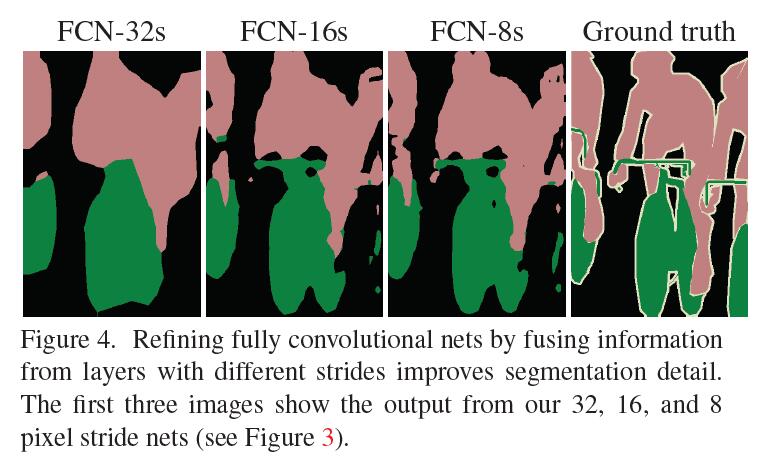 FCN-32s FCN-16s FCN-8s Ground truth
Figure 4. Refining fully convolutional nets by fusing information
from layers with different strides improves segmentation detail.
The first three images show the output from our 32, 16, and 8
pixel stride nets (see Figure 3).